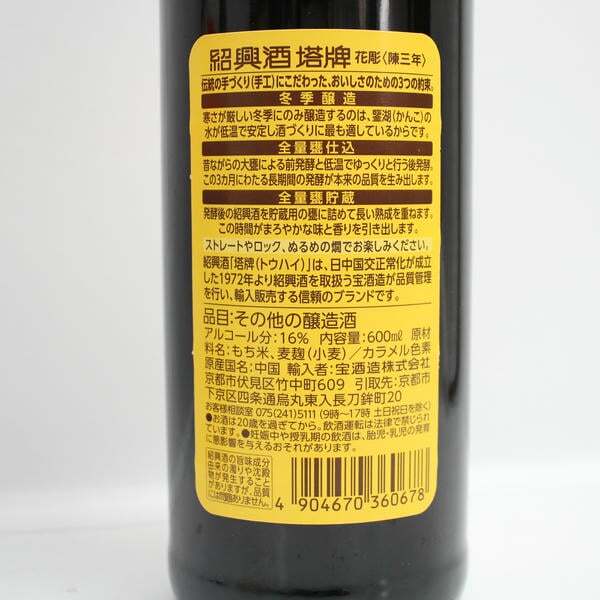 紹興酒 塔牌 花彫〈陳三年〉
伝統の手づくり(手工)にこだわった、おいしさのための3つの約束。
冬季醸造
寒さが厳しい冬季にのみ醸造するのは、鑒湖(かんこ)の
水が低温で安定し酒づくりに最も適しているからです。
全量甕仕込
昔ながらの大甕による前発酵と低温でゆっくりと行う後発酵。
この3カ月にわたる長期間の発酵が本来の品質を生み出します。
全量甕貯蔵
発酵後の紹興酒を貯蔵用の甕に詰めて長い熟成を重ねます。
この時間がまろやかな味と香りを引き出します。
ストレートやロック、ぬるめの燗でお楽しみください。
紹興酒「塔牌(トウハイ)」は、日中国交正常化が成立
した1972年より紹興酒を取扱う宝酒造が品質管理
を行い、輸入販売する信頼のブランドです。
品目:その他の醸造酒
アルコール分:16% 内容量:600㎖ 原材
料名:もち米、麦麹(小麦)/カラメル色素
原産国名:中国 輸入者:宝酒造株式会社
京都市伏見区竹中町609 引取先:京都市
下京区四条通烏丸東入長刀鉾町20
お客様相談室 075(241)5111(9時〜17時 土日祝日を除く)
●お酒は20歳を過ぎてから。飲酒運転は法律で禁じら
れています。●妊娠中や授乳期の飲酒は、胎児・乳児の発育
に悪影響を与えるおそれがあります。
紹興酒の旨味成分
由来の濁りや沈殿
物が発生すること
がありますが、品質
には問題ありません。
4 904670 360678